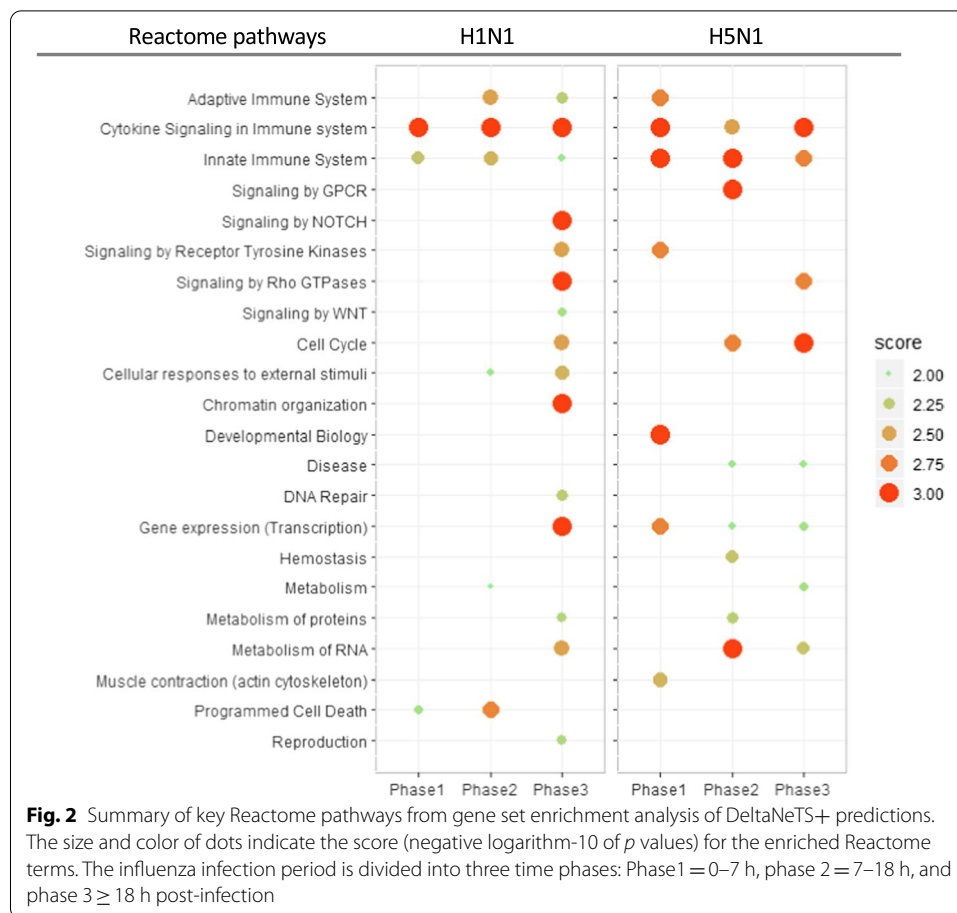 Reactome pathways H1N1 H5N1
Adaptive Immune System
Cytokine Signaling in Immune system
Innate Immune System
Signaling by GPCR
Signaling by NOTCH
Signaling by Receptor Tyrosine Kinases
Signaling by Rho GTPases
Signaling by WNT
Cell Cycle
Cellular responses to external stimuli
Chromatin organization
Developmental Biology
Disease
DNA Repair
Gene expression (Transcription)
Hemostasis
Metabolism
Metabolism of proteins
Metabolism of RNA
Muscle contraction (actin cytoskeleton)
Programmed Cell Death
Reproduction
Phase1 Phase2 Phase3 Phase1 Phase2 Phase3
score
2.00
2.25
2.50
2.75
3.00
Fig. 2 Summary of key Reactome pathways from gene set enrichment analysis of DeltaNeTS+ predictions.
The size and color of dots indicate the score (negative logarithm-10 of p values) for the enriched Reactome
terms. The influenza infection period is divided into three time phases: Phase1 = 0–7 h, phase 2 = 7–18 h, and
phase 3 ≥ 18 h post-infection